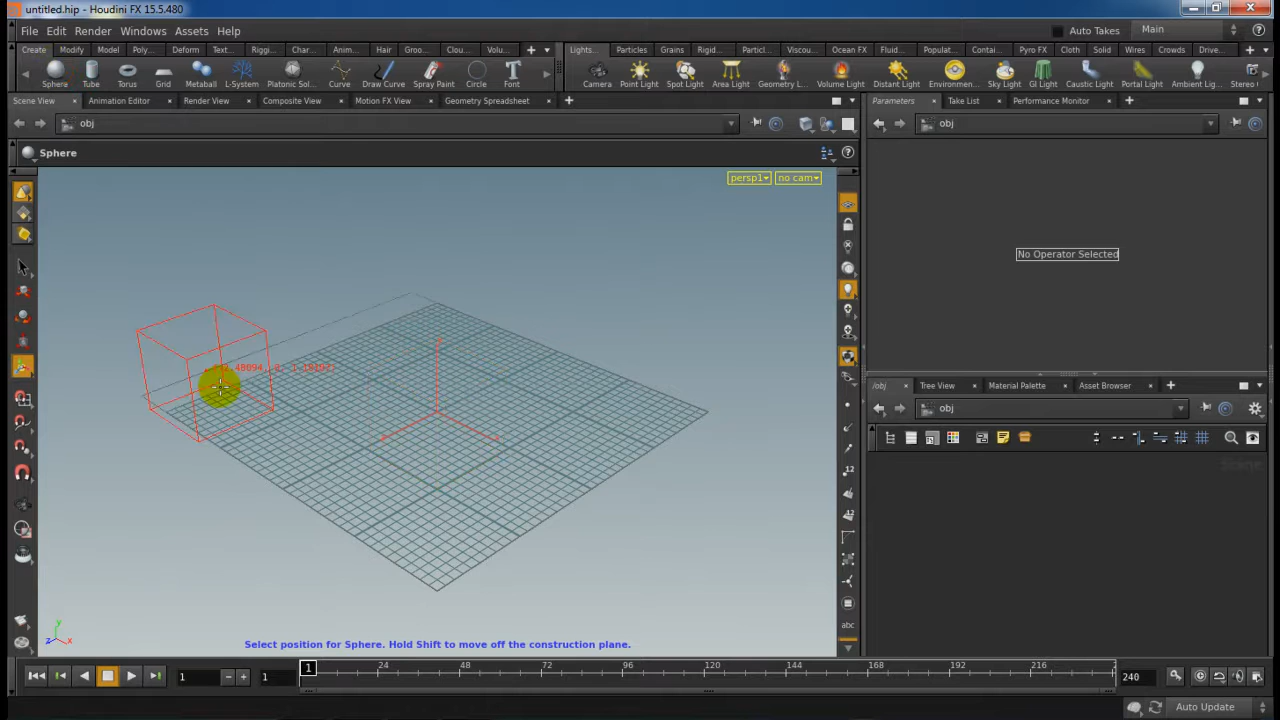 untitled.hip - Houdini FX 15.5.480
File Edit Render Windows Assets Help Auto Takes Main
Create Modify Model Poly... Deform Text... Riggi... Char... Anim... Hair Groom... Clou... Volu...
Lights... Particles Grains Rigid... Particl... Viscou... Ocean FX Fluid... Populat... Contai... Pyro FX Cloth Solid Wires Crowds Drive...
Sphere Tube Torus Grid Metaball L-System Platonic Sol... Curve Draw Curve Spray Paint Circle Font
Camera Point Light Spot Light Area Light Geometry L... Volume Light Distant Light Environmen... Sky Light GI Light Caustic Light Portal Light Ambient Lig... Stereo C
Scene View Animation Editor Render View Composite View Motion FX View Geometry Spreadsheet
Parameters Take List Performance Monitor
obj
obj
Sphere
persp1 no cam
No Operator Selected
/obj Tree View Material Palette Asset Browser
obj
Scene
12
12
abc
y
z x
Select position for Sphere. Hold Shift to move off the construction plane.
1 1 1 24 48 72 96 120 144 168 192 216 2 240
Auto Update